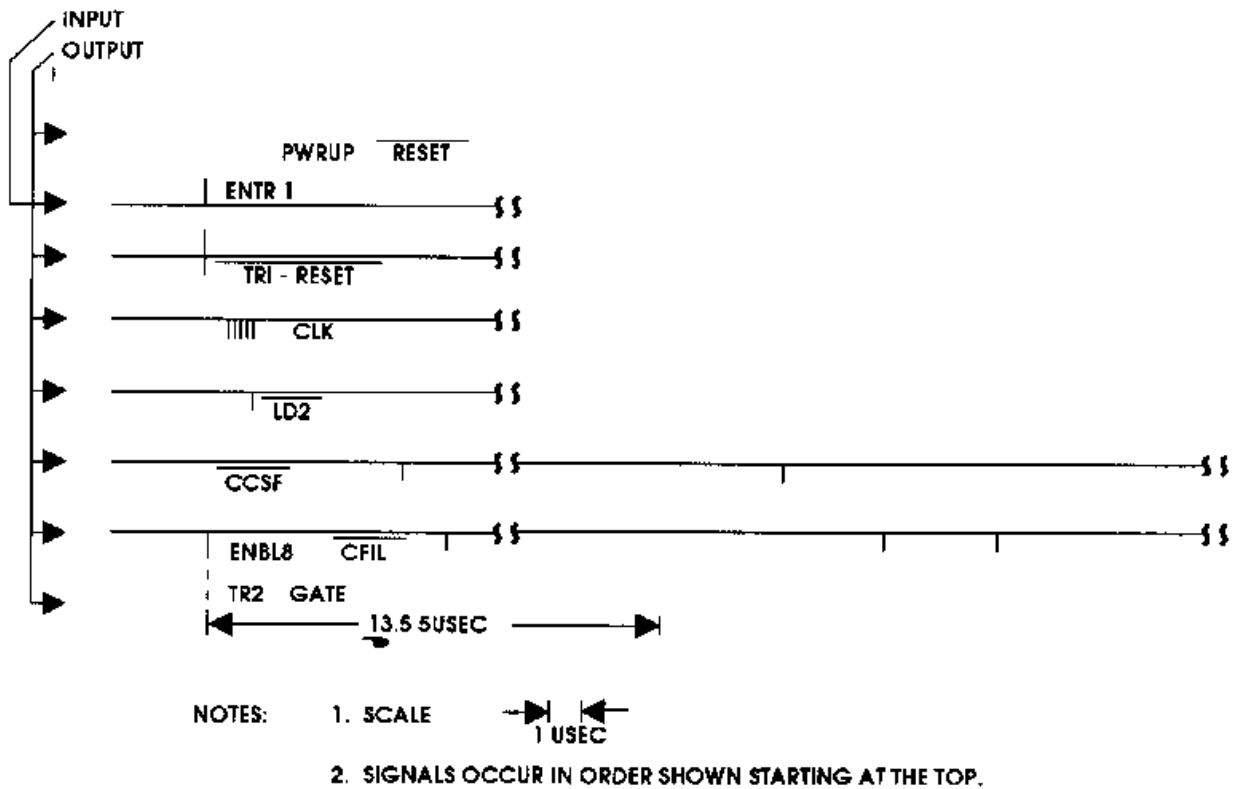 INPUT
OUTPUT
PWRUP RESET
ENTR 1
TRI - RESET
CLK
LD2
CCSF
ENBL8 CFIL
TR2 GATE
13.5 5USEC
NOTES: 1. SCALE
1 USEC
2. SIGNALS OCCUR IN ORDER SHOWN STARTING AT THE TOP.